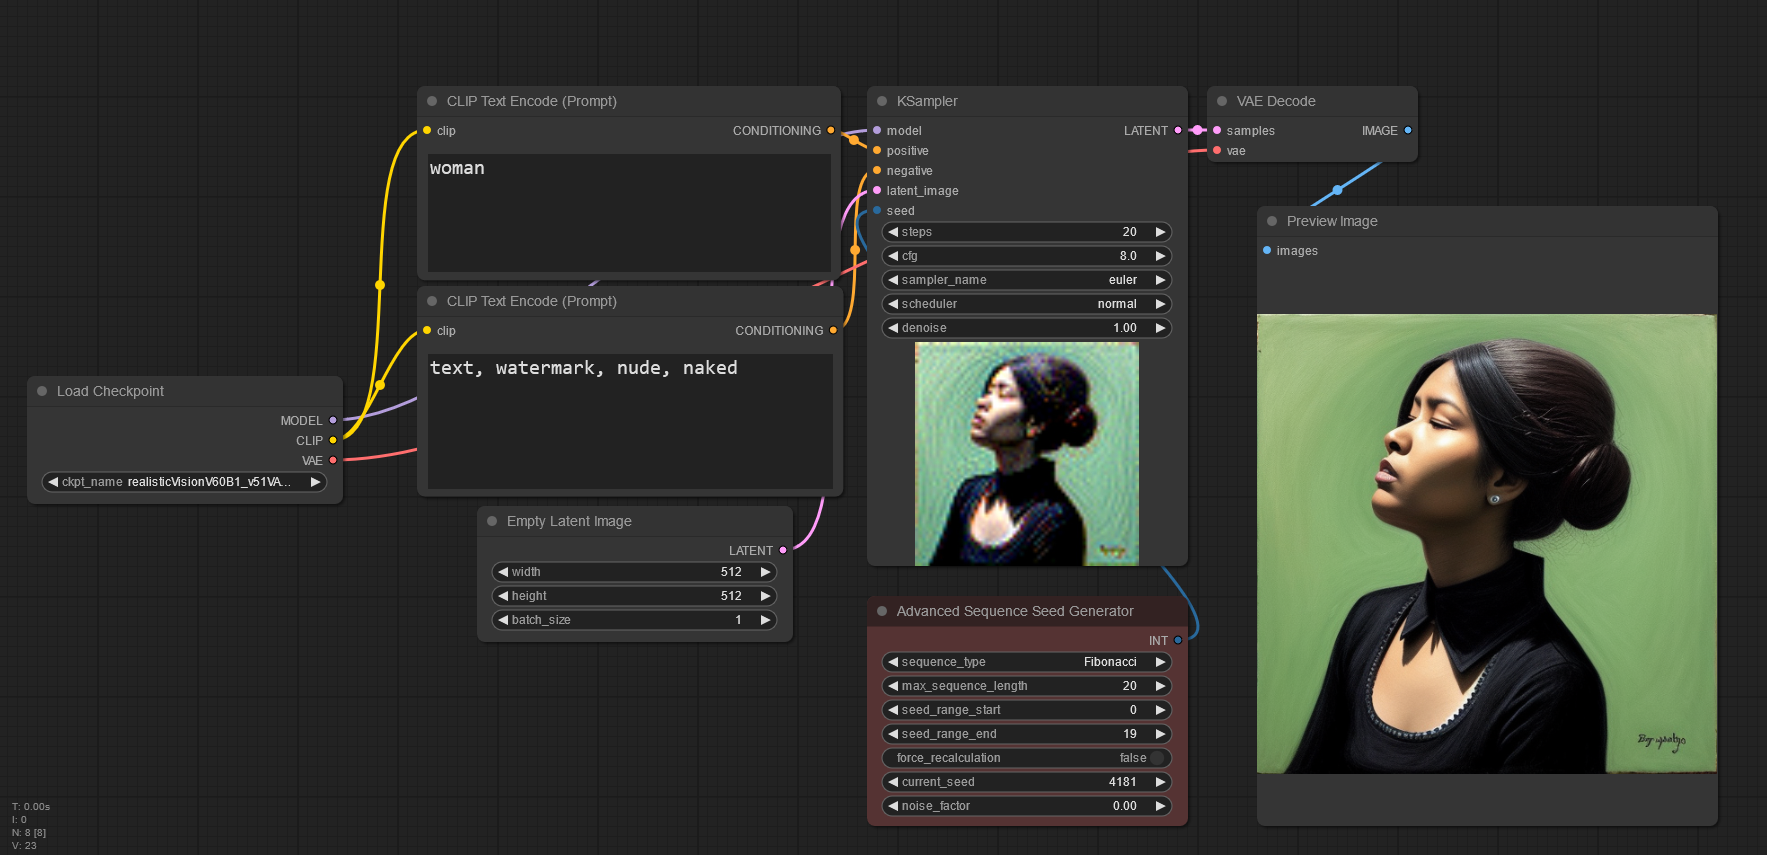 CLIP Text Encode (Prompt)
clip
CONDITIONING
woman
CLIP Text Encode (Prompt)
clip
CONDITIONING
text, watermark, nude, naked
Load Checkpoint
MODEL
CLIP
VAE
ckpt_name realisticVisionV60B1_v51VA...
Empty Latent Image
LATENT
width 512
height 512
batch_size 1
KSampler
model LATENT
positive
negative
latent_image
seed
steps 20
cfg 8.0
sampler_name euler
scheduler normal
denoise 1.00
Advanced Sequence Seed Generator
INT
sequence_type Fibonacci
max_sequence_length 20
seed_range_start 0
seed_range_end 19
force_recalculation false
current_seed 4181
noise_factor 0.00
VAE Decode
samples IMAGE
vae
Preview Image
images
T: 0.00s
I: 0
N: 8 [8]
V: 23